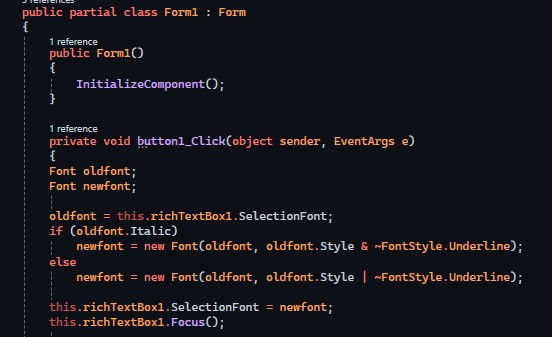 3 references
public partial class Form1 : Form
{
1 reference
public Form1()
{
InitializeComponent();
}
1 reference
private void button1_Click(object sender, EventArgs e)
{
Font oldfont;
Font newfont;
oldfont = this.richTextBox1.SelectionFont;
if (oldfont.Italic)
newfont = new Font(oldfont, oldfont.Style & ~FontStyle.Underline);
else
newfont = new Font(oldfont, oldfont.Style | ~FontStyle.Underline);
this.richTextBox1.SelectionFont = newfont;
this.richTextBox1.Focus();